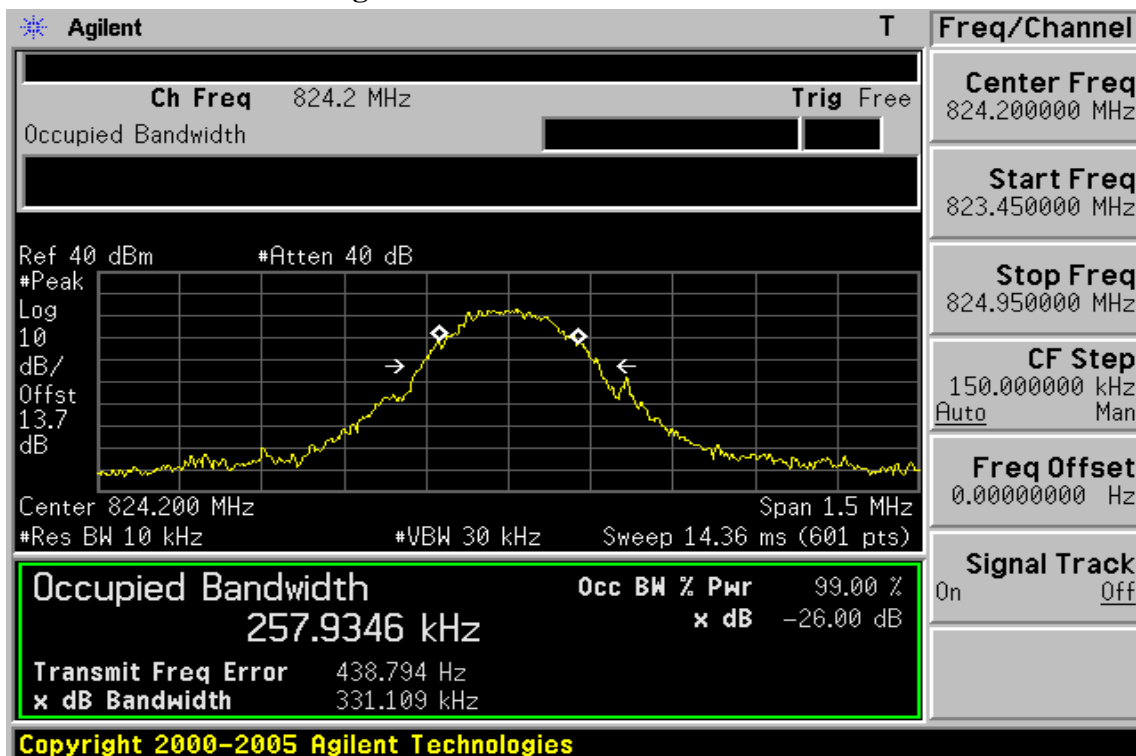 Agilent T
Freq/Channel
Ch Freq 824.2 MHz Trig Free
Occupied Bandwidth
Center Freq
824.200000 MHz
Start Freq
823.450000 MHz
Stop Freq
824.950000 MHz
CF Step
150.000000 kHz
Auto Man
Freq Offset
0.00000000 Hz
Signal Track
On Off
Ref 40 dBm #Atten 40 dB
#Peak
Log
10
dB/
Offst
13.7
dB
Center 824.200 MHz Span 1.5 MHz
#Res BW 10 kHz #VBW 30 kHz Sweep 14.36 ms (601 pts)
Occupied Bandwidth Occ BW % Pwr 99.00 %
257.9346 kHz x dB -26.00 dB
Transmit Freq Error 438.794 Hz
x dB Bandwidth 331.109 kHz
Copyright 2000-2005 Agilent Technologies